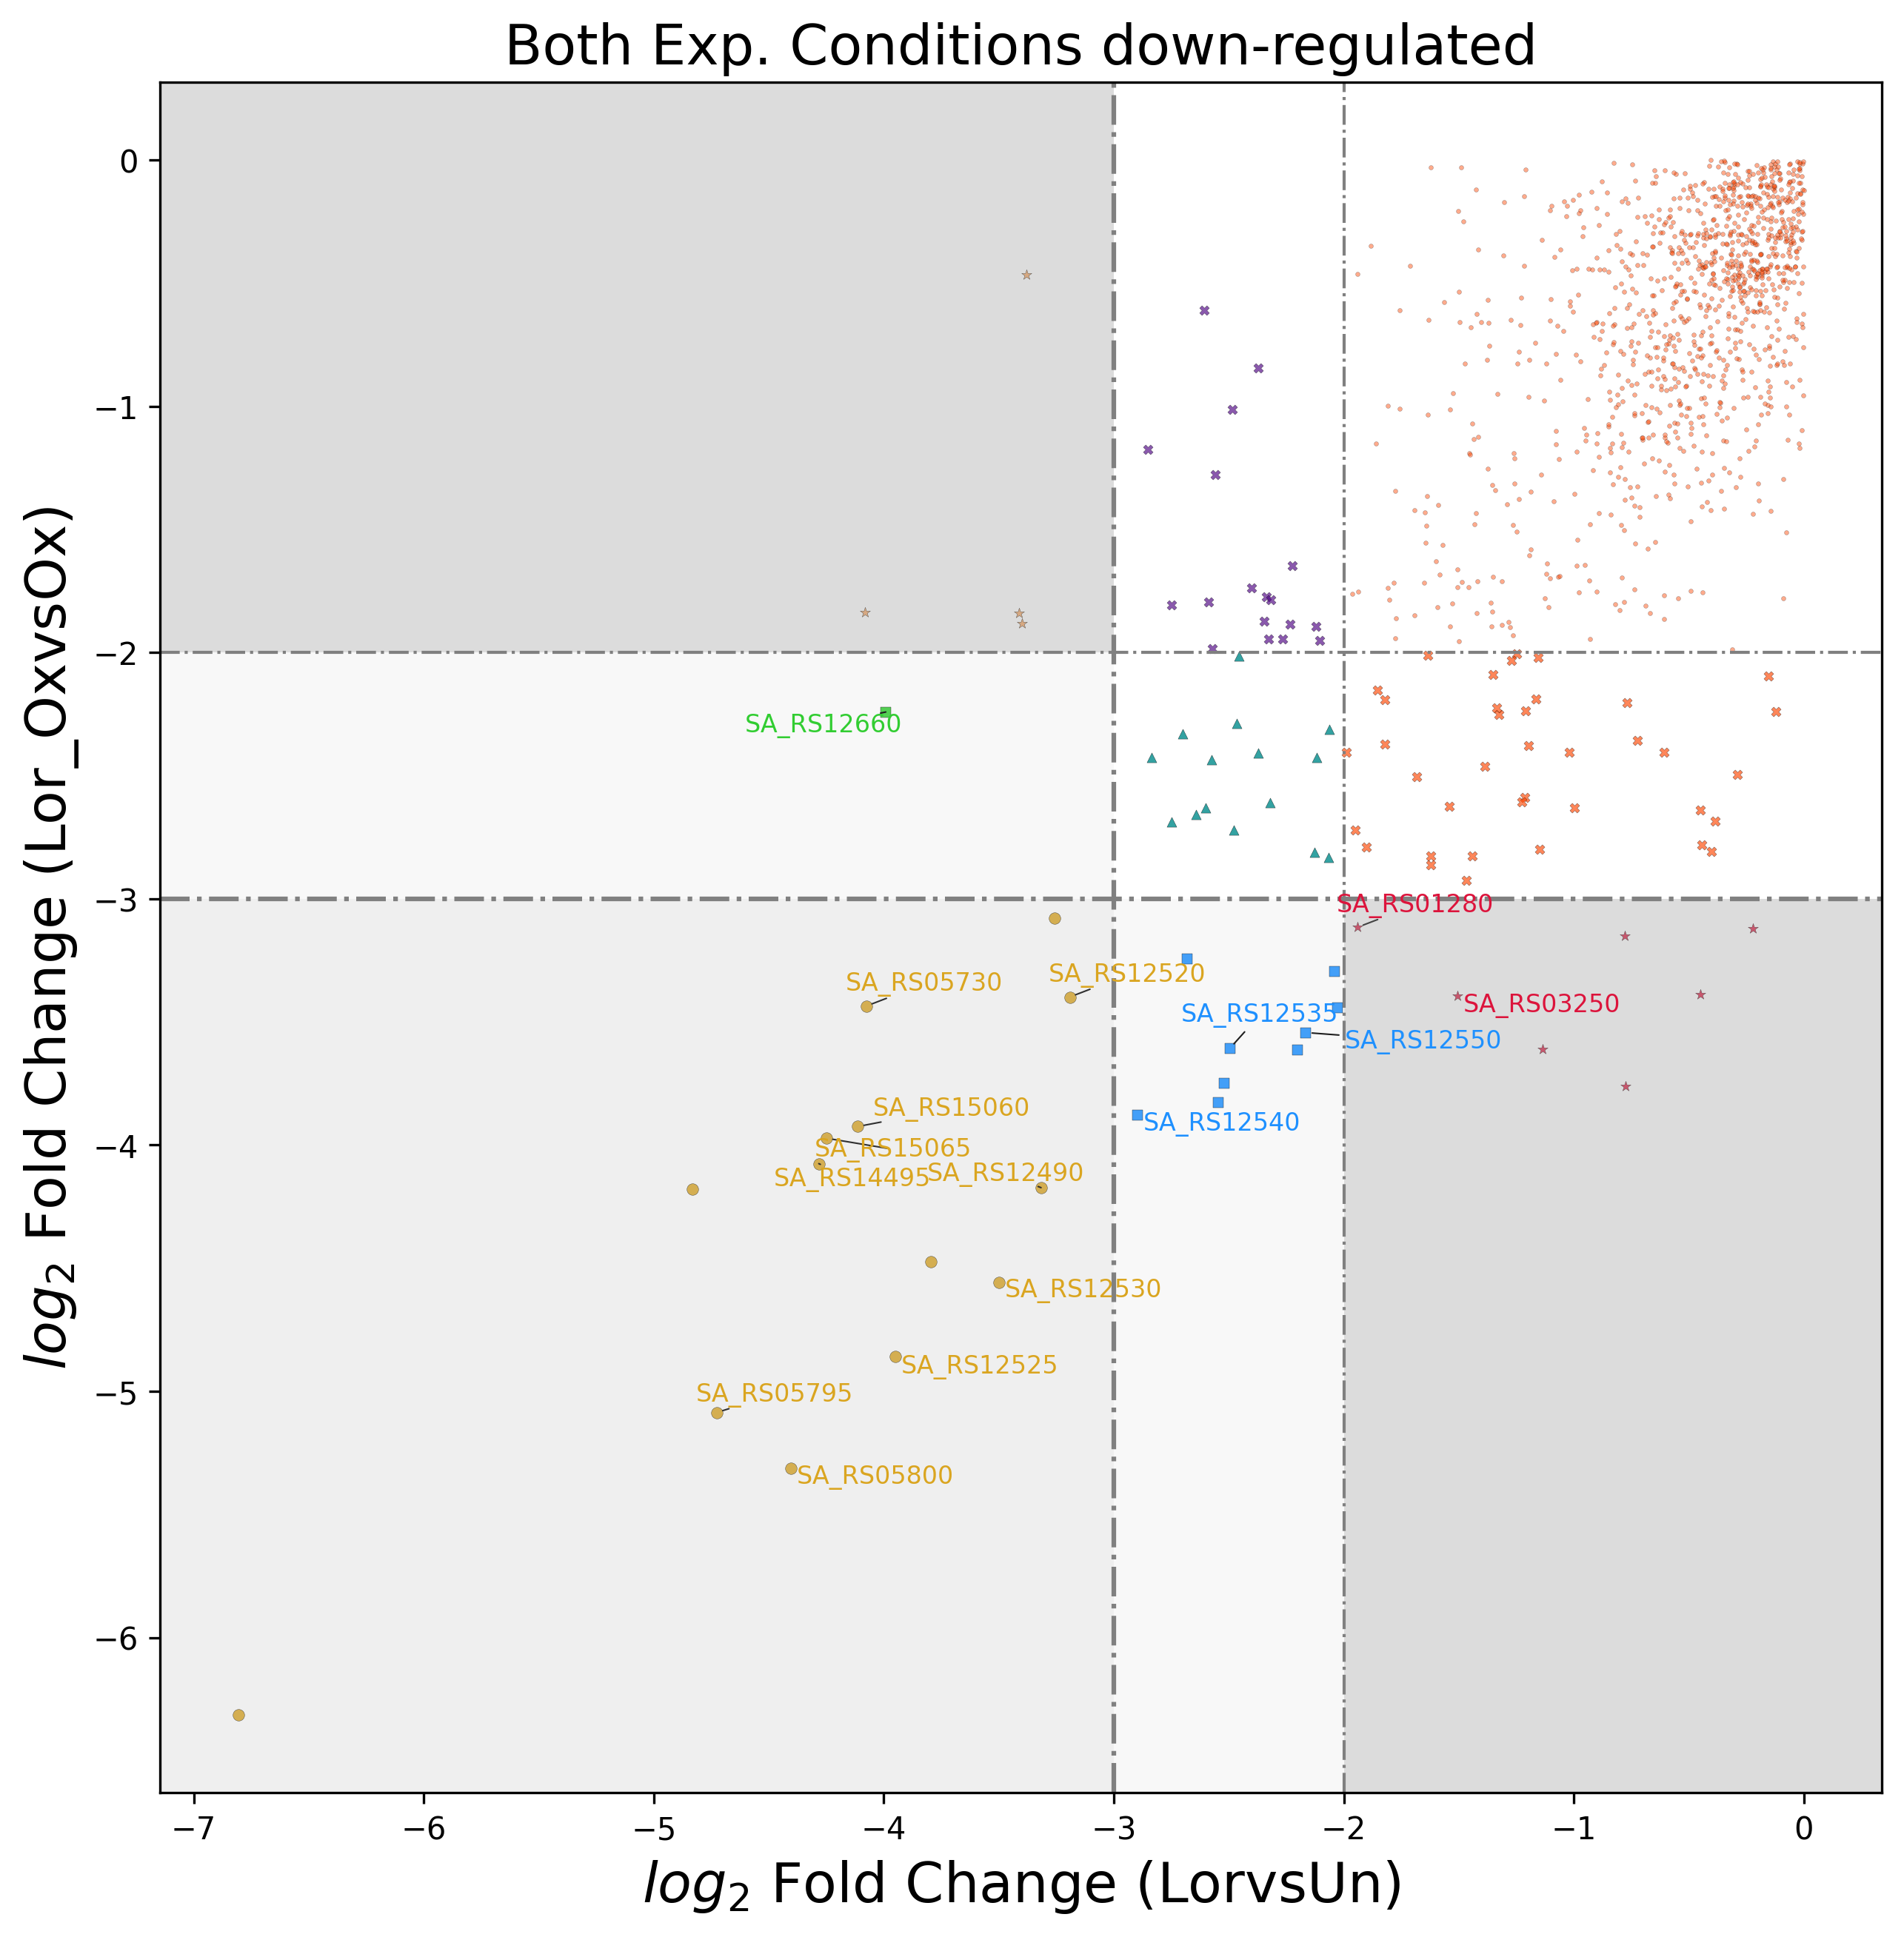 Both Exp. Conditions down-regulated
log2 Fold Change (Lor_OxvsOx)
0
−1
−2
−3
−4
−5
−6
SA_RS12660
SA_RS01280
SA_RS12520
SA_RS05730
SA_RS03250
SA_RS12535
SA_RS12550
SA_RS15060
SA_RS12540
SA_RS15065
SA_RS12490
SA_RS14495
SA_RS12530
SA_RS12525
SA_RS05795
SA_RS05800
−7 −6 −5 −4 −3 −2 −1 0
log2 Fold Change (LorvsUn)